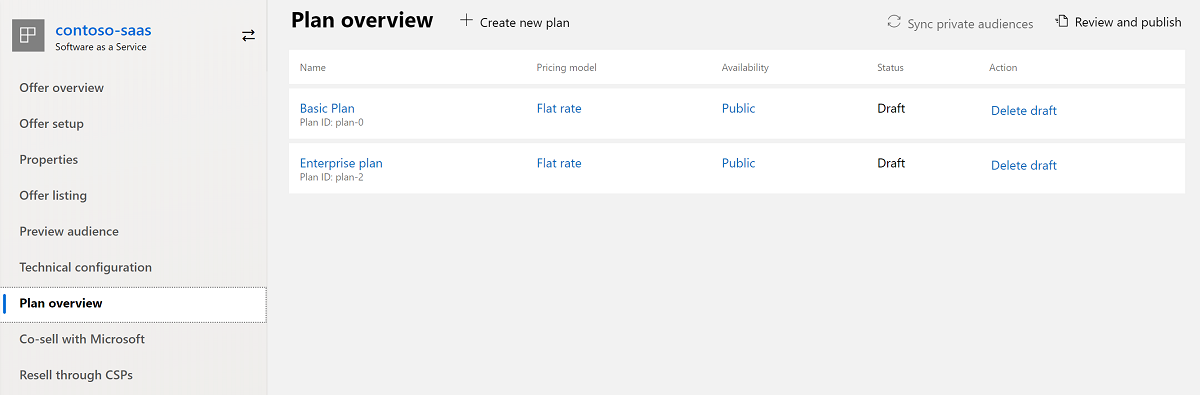 contoso-saas
Software as a Service
Offer overview
Offer setup
Properties
Offer listing
Preview audience
Technical configuration
Plan overview
Co-sell with Microsoft
Resell through CSPs
Plan overview Create new plan Sync private audiences Review and publish
Name Pricing model Availability Status Action
Basic Plan Flat rate Public Draft Delete draft
Plan ID: plan-0
Enterprise plan Flat rate Public Draft Delete draft
Plan ID: plan-2